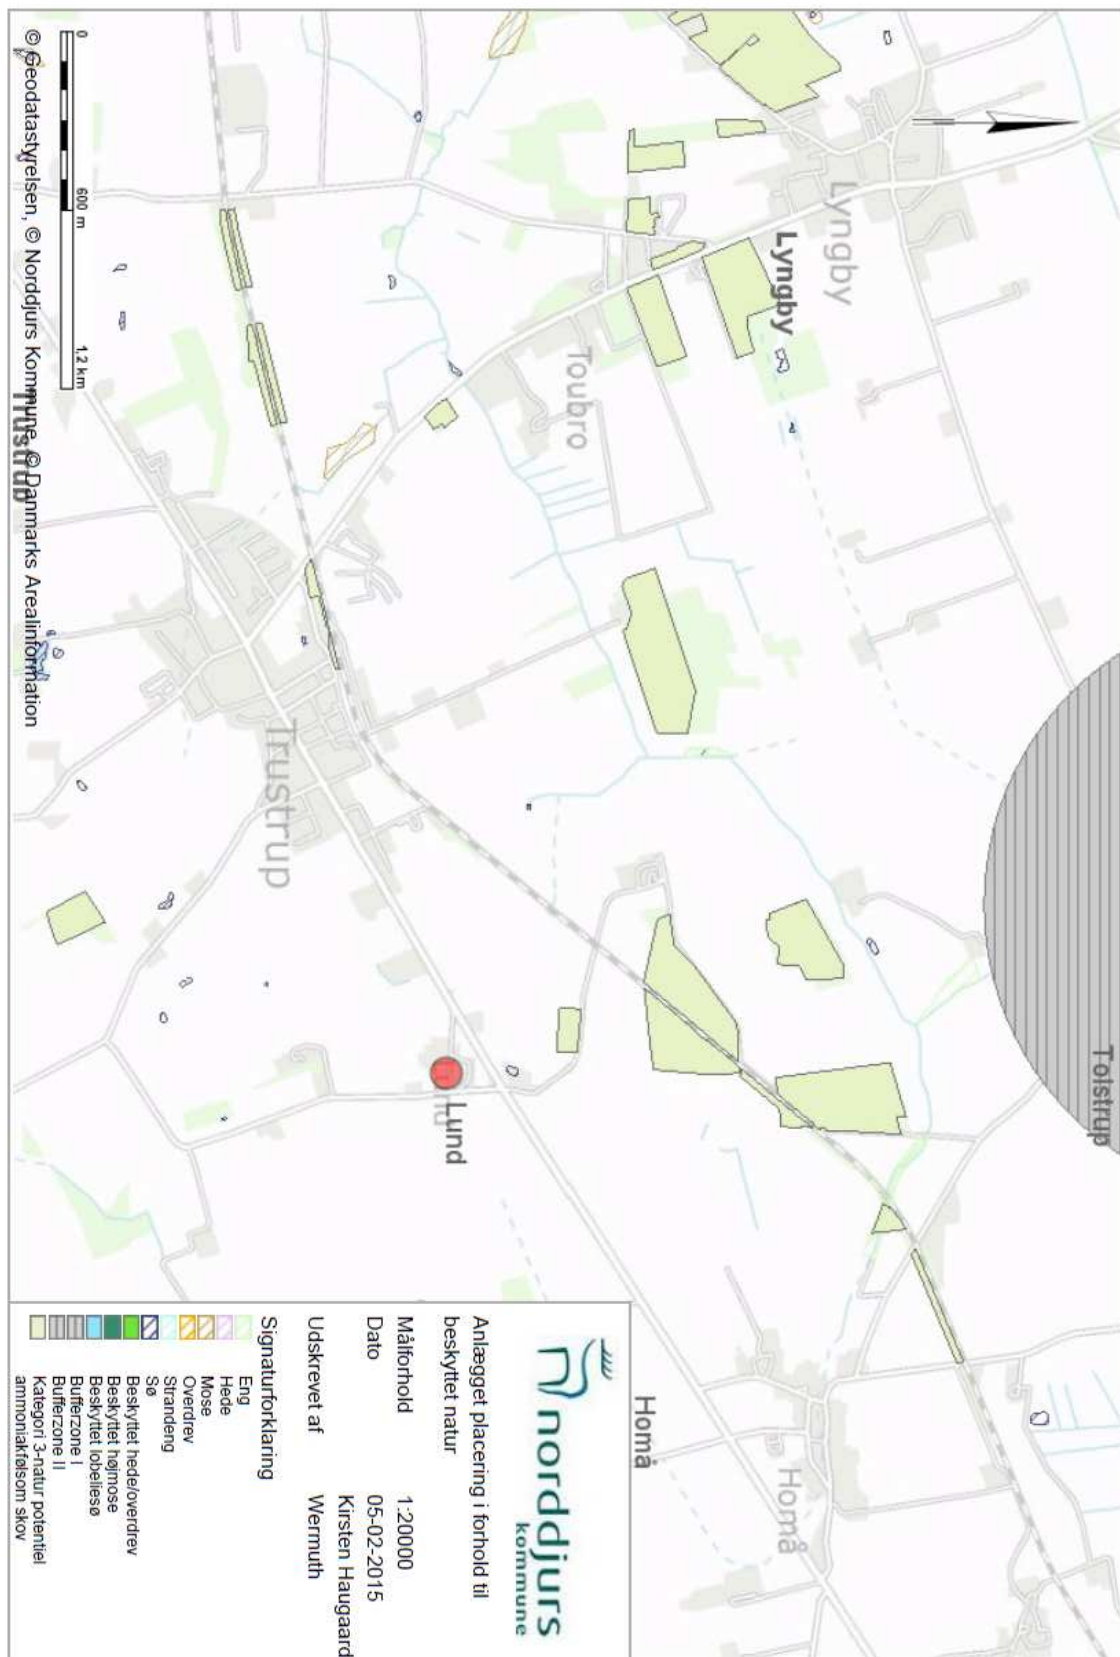 Lyngby
Lyngby
Toubro
Tolstrup
Trustrup
Trustrup
Lund
Homå
Homå
0
600 m
1,2 km
© Geodatastyrelsen, © Norddjurs Kommune, © Danmarks Arealinformation
norddjurs
kommune
Anlægget placering i forhold til
beskyttet natur
Målforhold 1:20000
Dato 05-02-2015
Udskrevet af Kirsten Haugaard
Wermuth
Signaturforklaring
Eng
Hede
Mose
Overdrev
Strandeng
Sø
Beskyttet hede/overdrev
Beskyttet højmose
Beskyttet lobeliesø
Bufferzone I
Bufferzone II
Kategori 3-natur potentiel
ammoniakfølsom skov